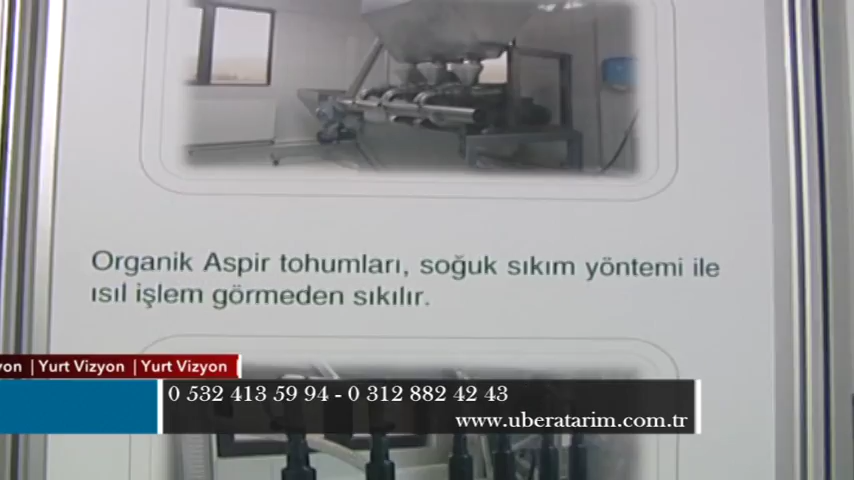 Organik Aspir tohumları, soğuk sıkım yöntemi ile
ısıl işlem görmeden sıkılır.
yon | Yurt Vizyon | Yurt Vizyon
0 532 413 59 94 - 0 312 882 42 43
www.uberatarim.com.tr